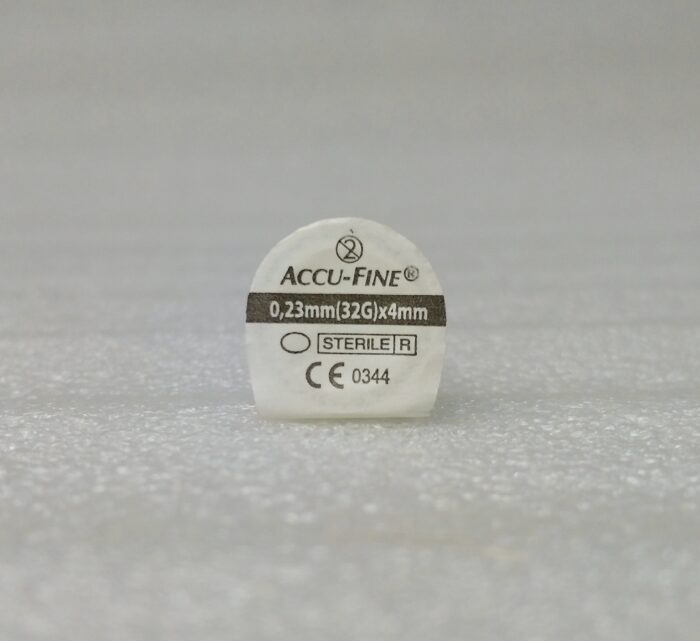 2
ACCU-FINE®
0,23mm(32G)x4mm
STERILE R
CE 0344